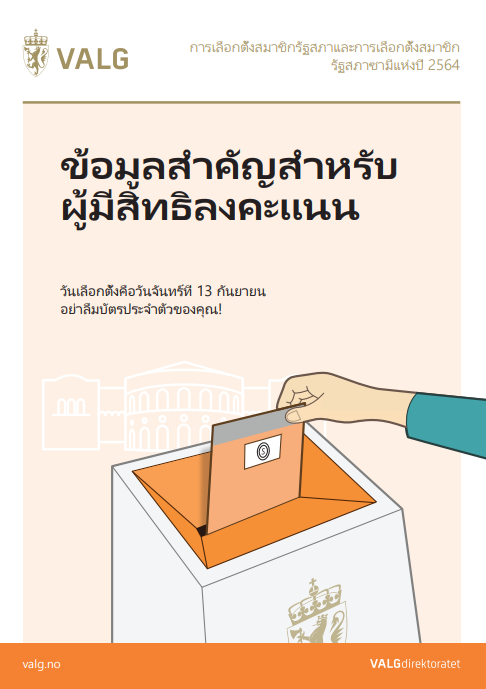 VALG
การเลือกตั้งสมาชิกรัฐสภาและการเลือกตั้งสมาชิก
รัฐสภาซามีแห่งปี 2564
ข้อมูลสำคัญสำหรับ
ผู้มีสิทธิลงคะแนน
วันเลือกตั้งคือวันจันทร์ที่ 13 กันยายน
อย่าลืมบัตรประจำตัวของคุณ!
valg.no
VALGdirektoratet